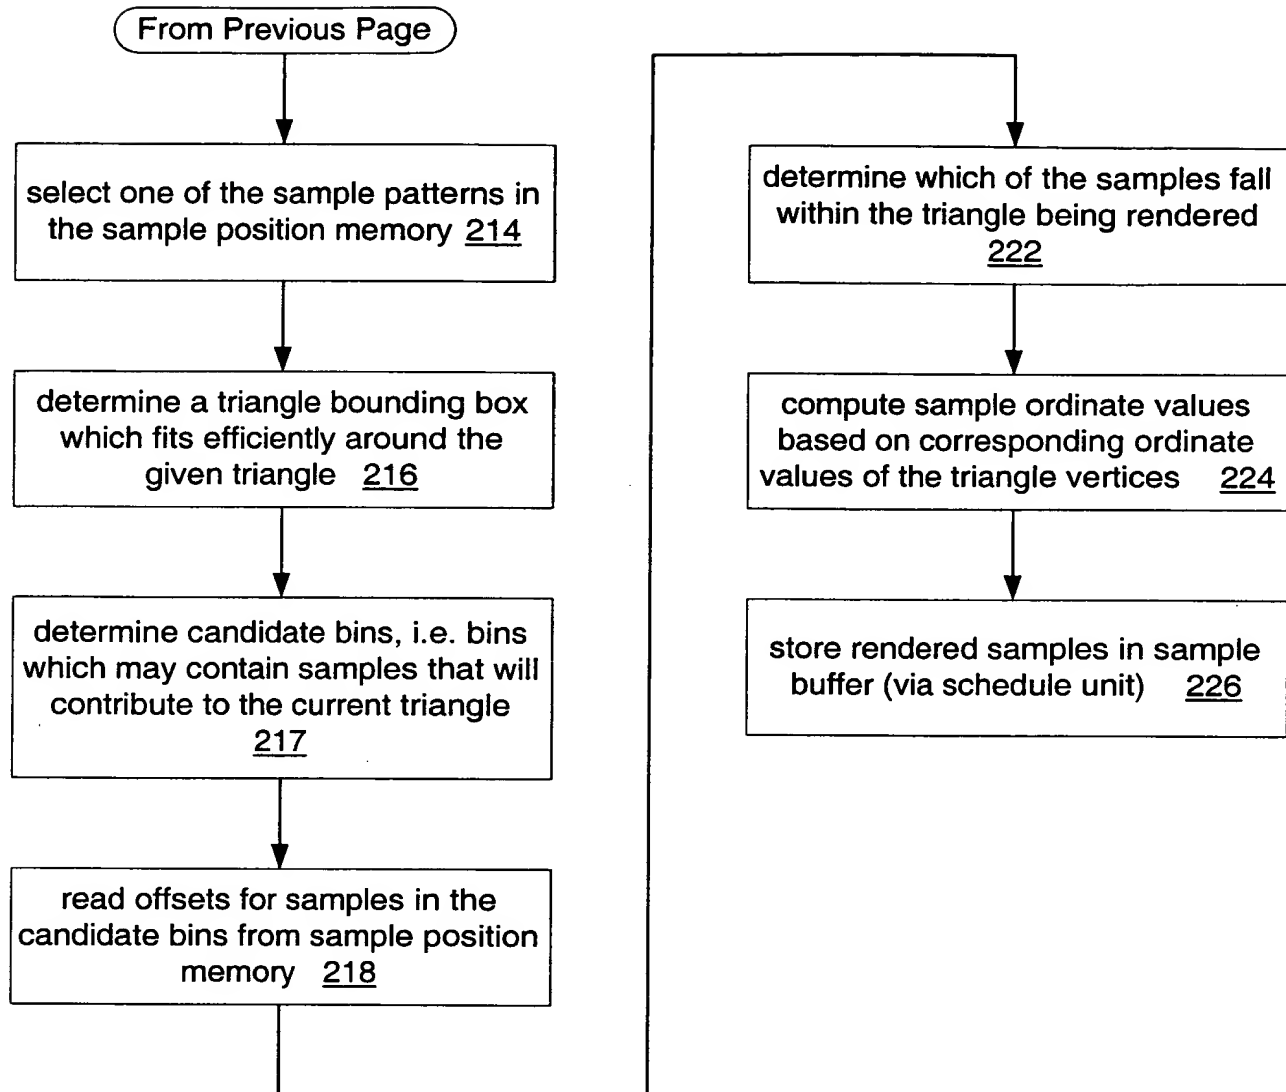 From Previous Page
select one of the sample patterns in
the sample position memory 214
determine a triangle bounding box
which fits efficiently around the
given triangle 216
determine candidate bins, i.e. bins
which may contain samples that will
contribute to the current triangle
217
read offsets for samples in the
candidate bins from sample position
memory 218
determine which of the samples fall
within the triangle being rendered
222
compute sample ordinate values
based on corresponding ordinate
values of the triangle vertices 224
store rendered samples in sample
buffer (via schedule unit) 226